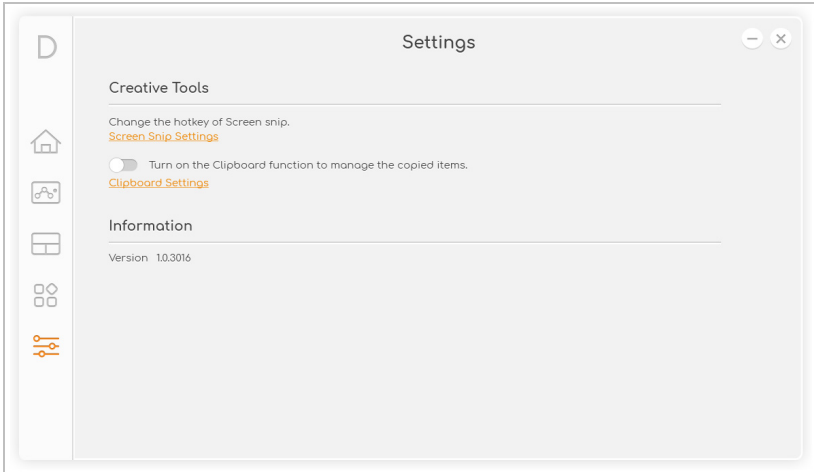 D
Settings
Creative Tools
Change the hotkey of Screen snip.
Screen Snip Settings
Turn on the Clipboard function to manage the copied items.
Clipboard Settings
Information
Version 1.0.3016